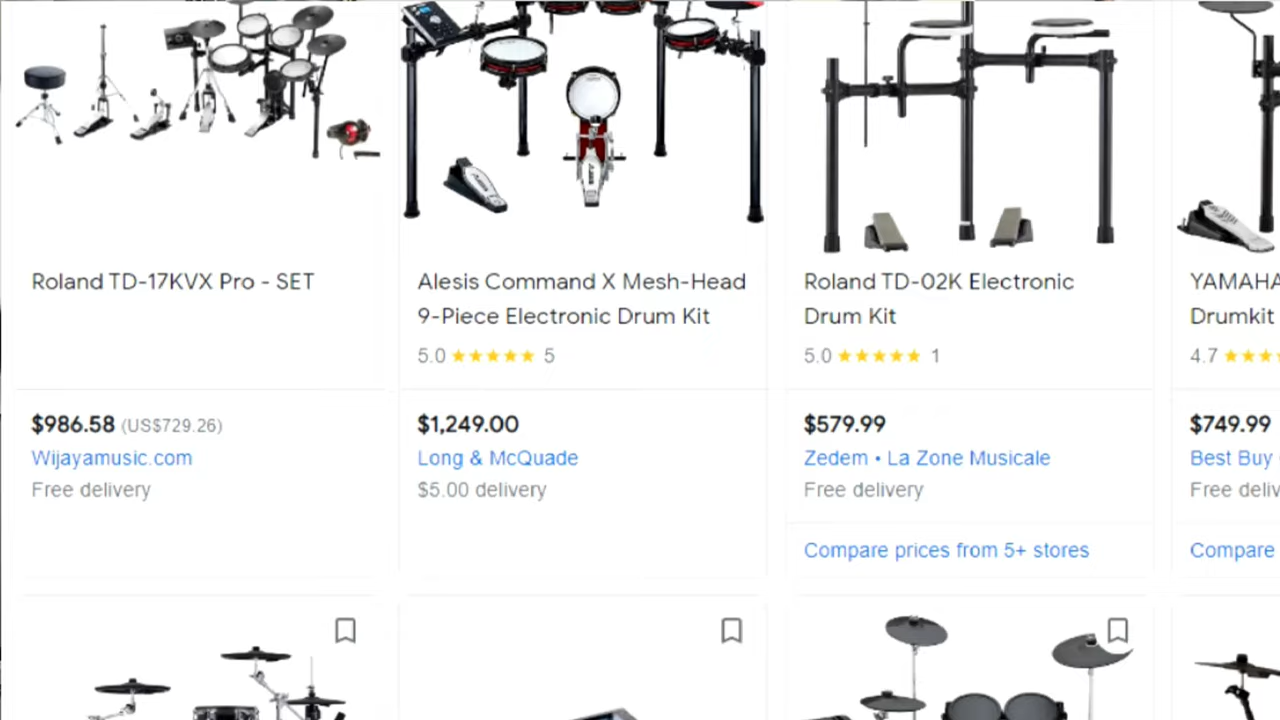 Roland TD-17KVX Pro - SET
Alesis Command X Mesh-Head
9-Piece Electronic Drum Kit
5.0 ★★★★★ 5
Roland TD-02K Electronic
Drum Kit
5.0 ★★★★★ 1
YAMAHA
Drumkit
4.7
$986.58 (US$729.26)
Wijayamusic.com
Free delivery
$1,249.00
Long & McQuade
$5.00 delivery
$579.99
Zedem • La Zone Musicale
Free delivery
Compare prices from 5+ stores
$749.99
Best Buy
Free deliv
Compare